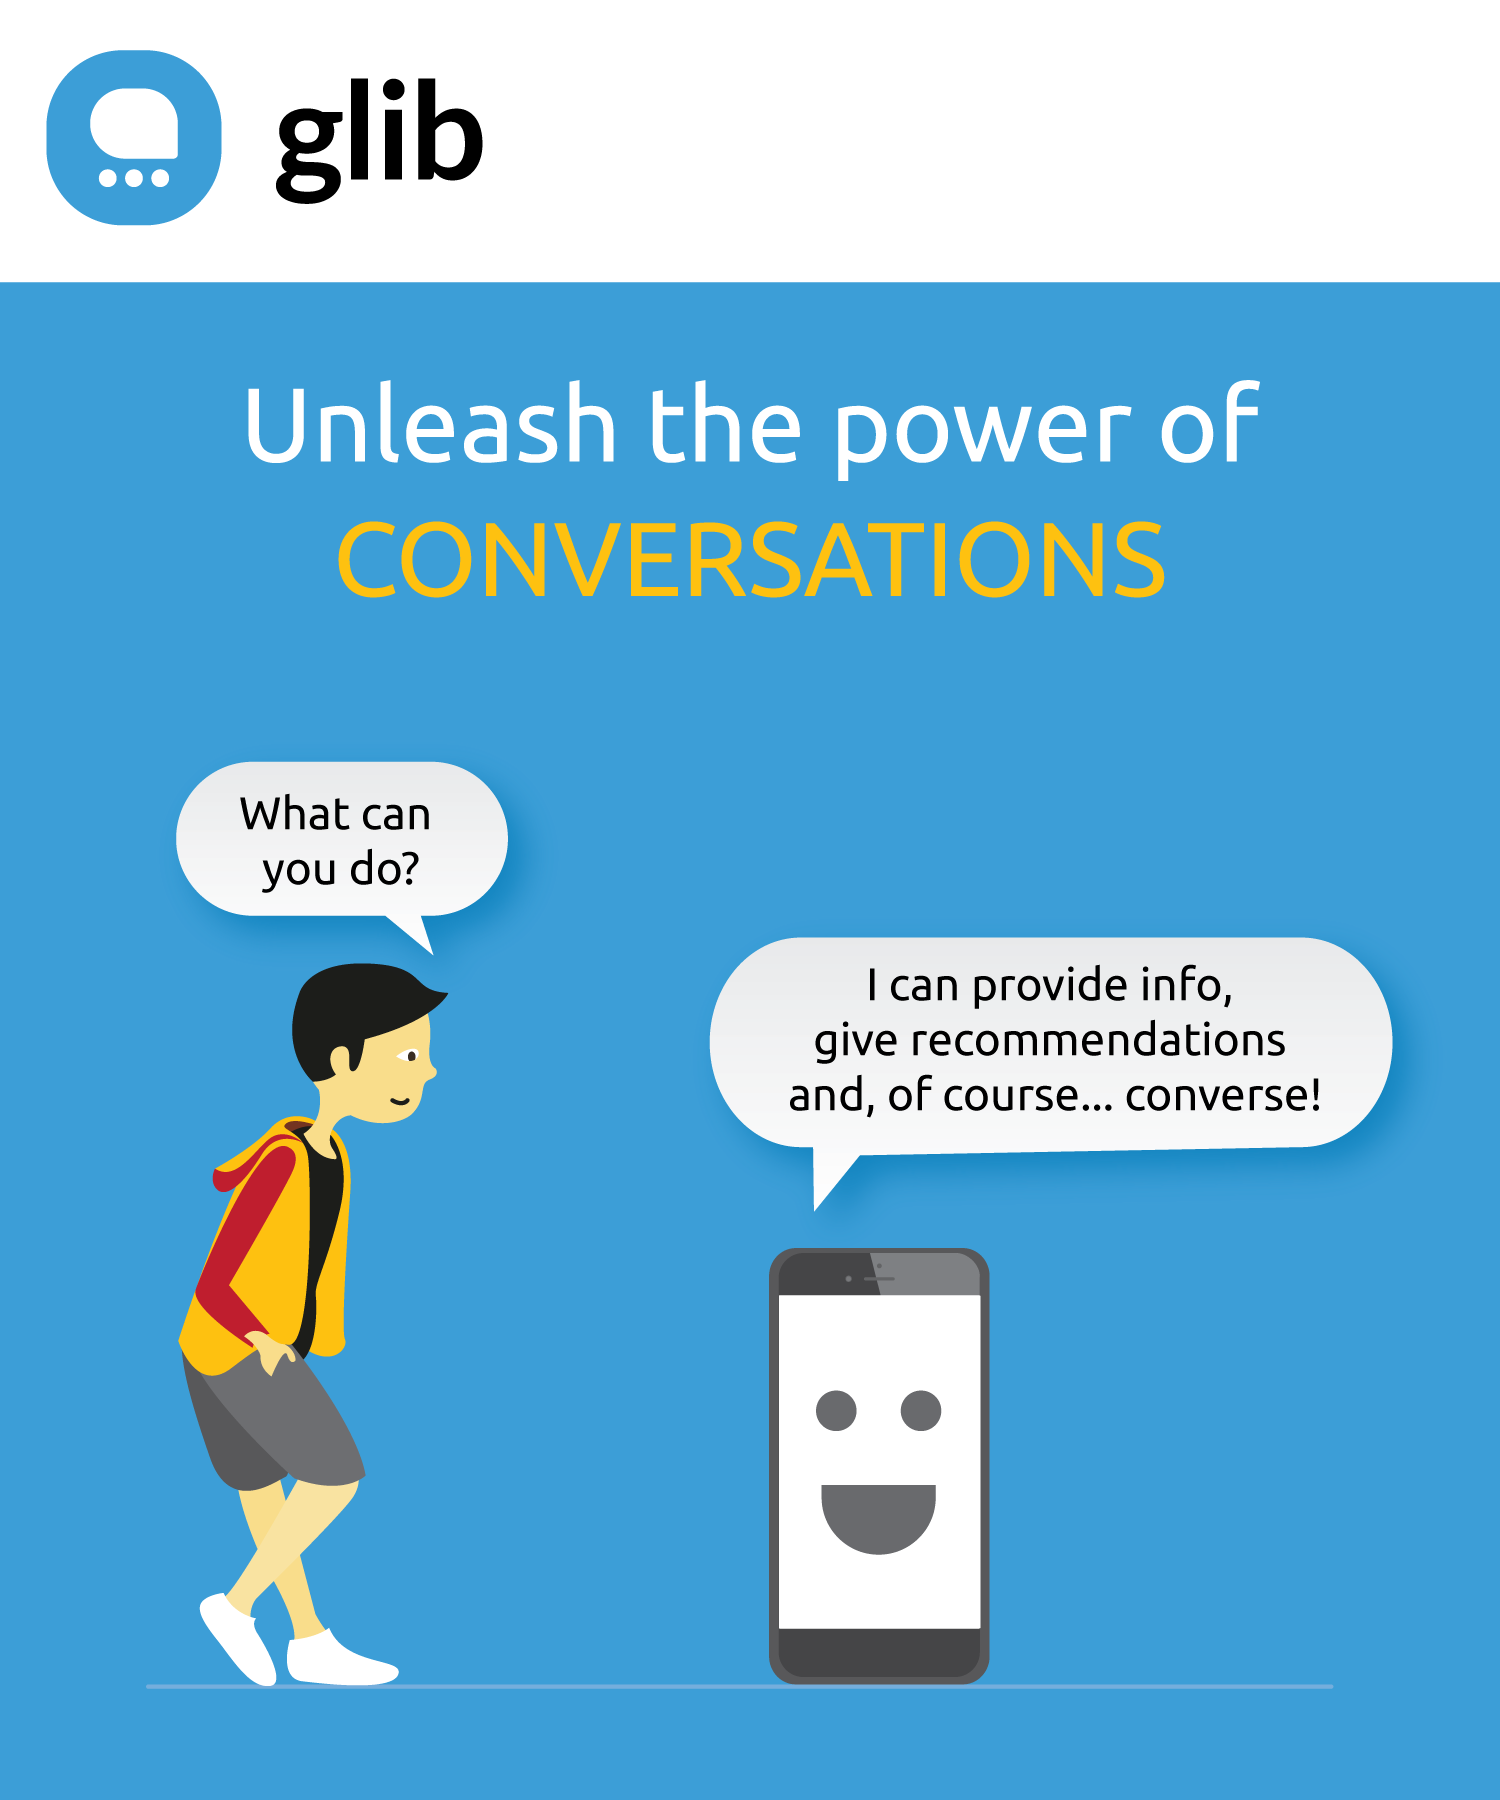 glib
Unleash the power of
CONVERSATIONS
What can
you do?
I can provide info,
give recommendations
and, of course... converse!